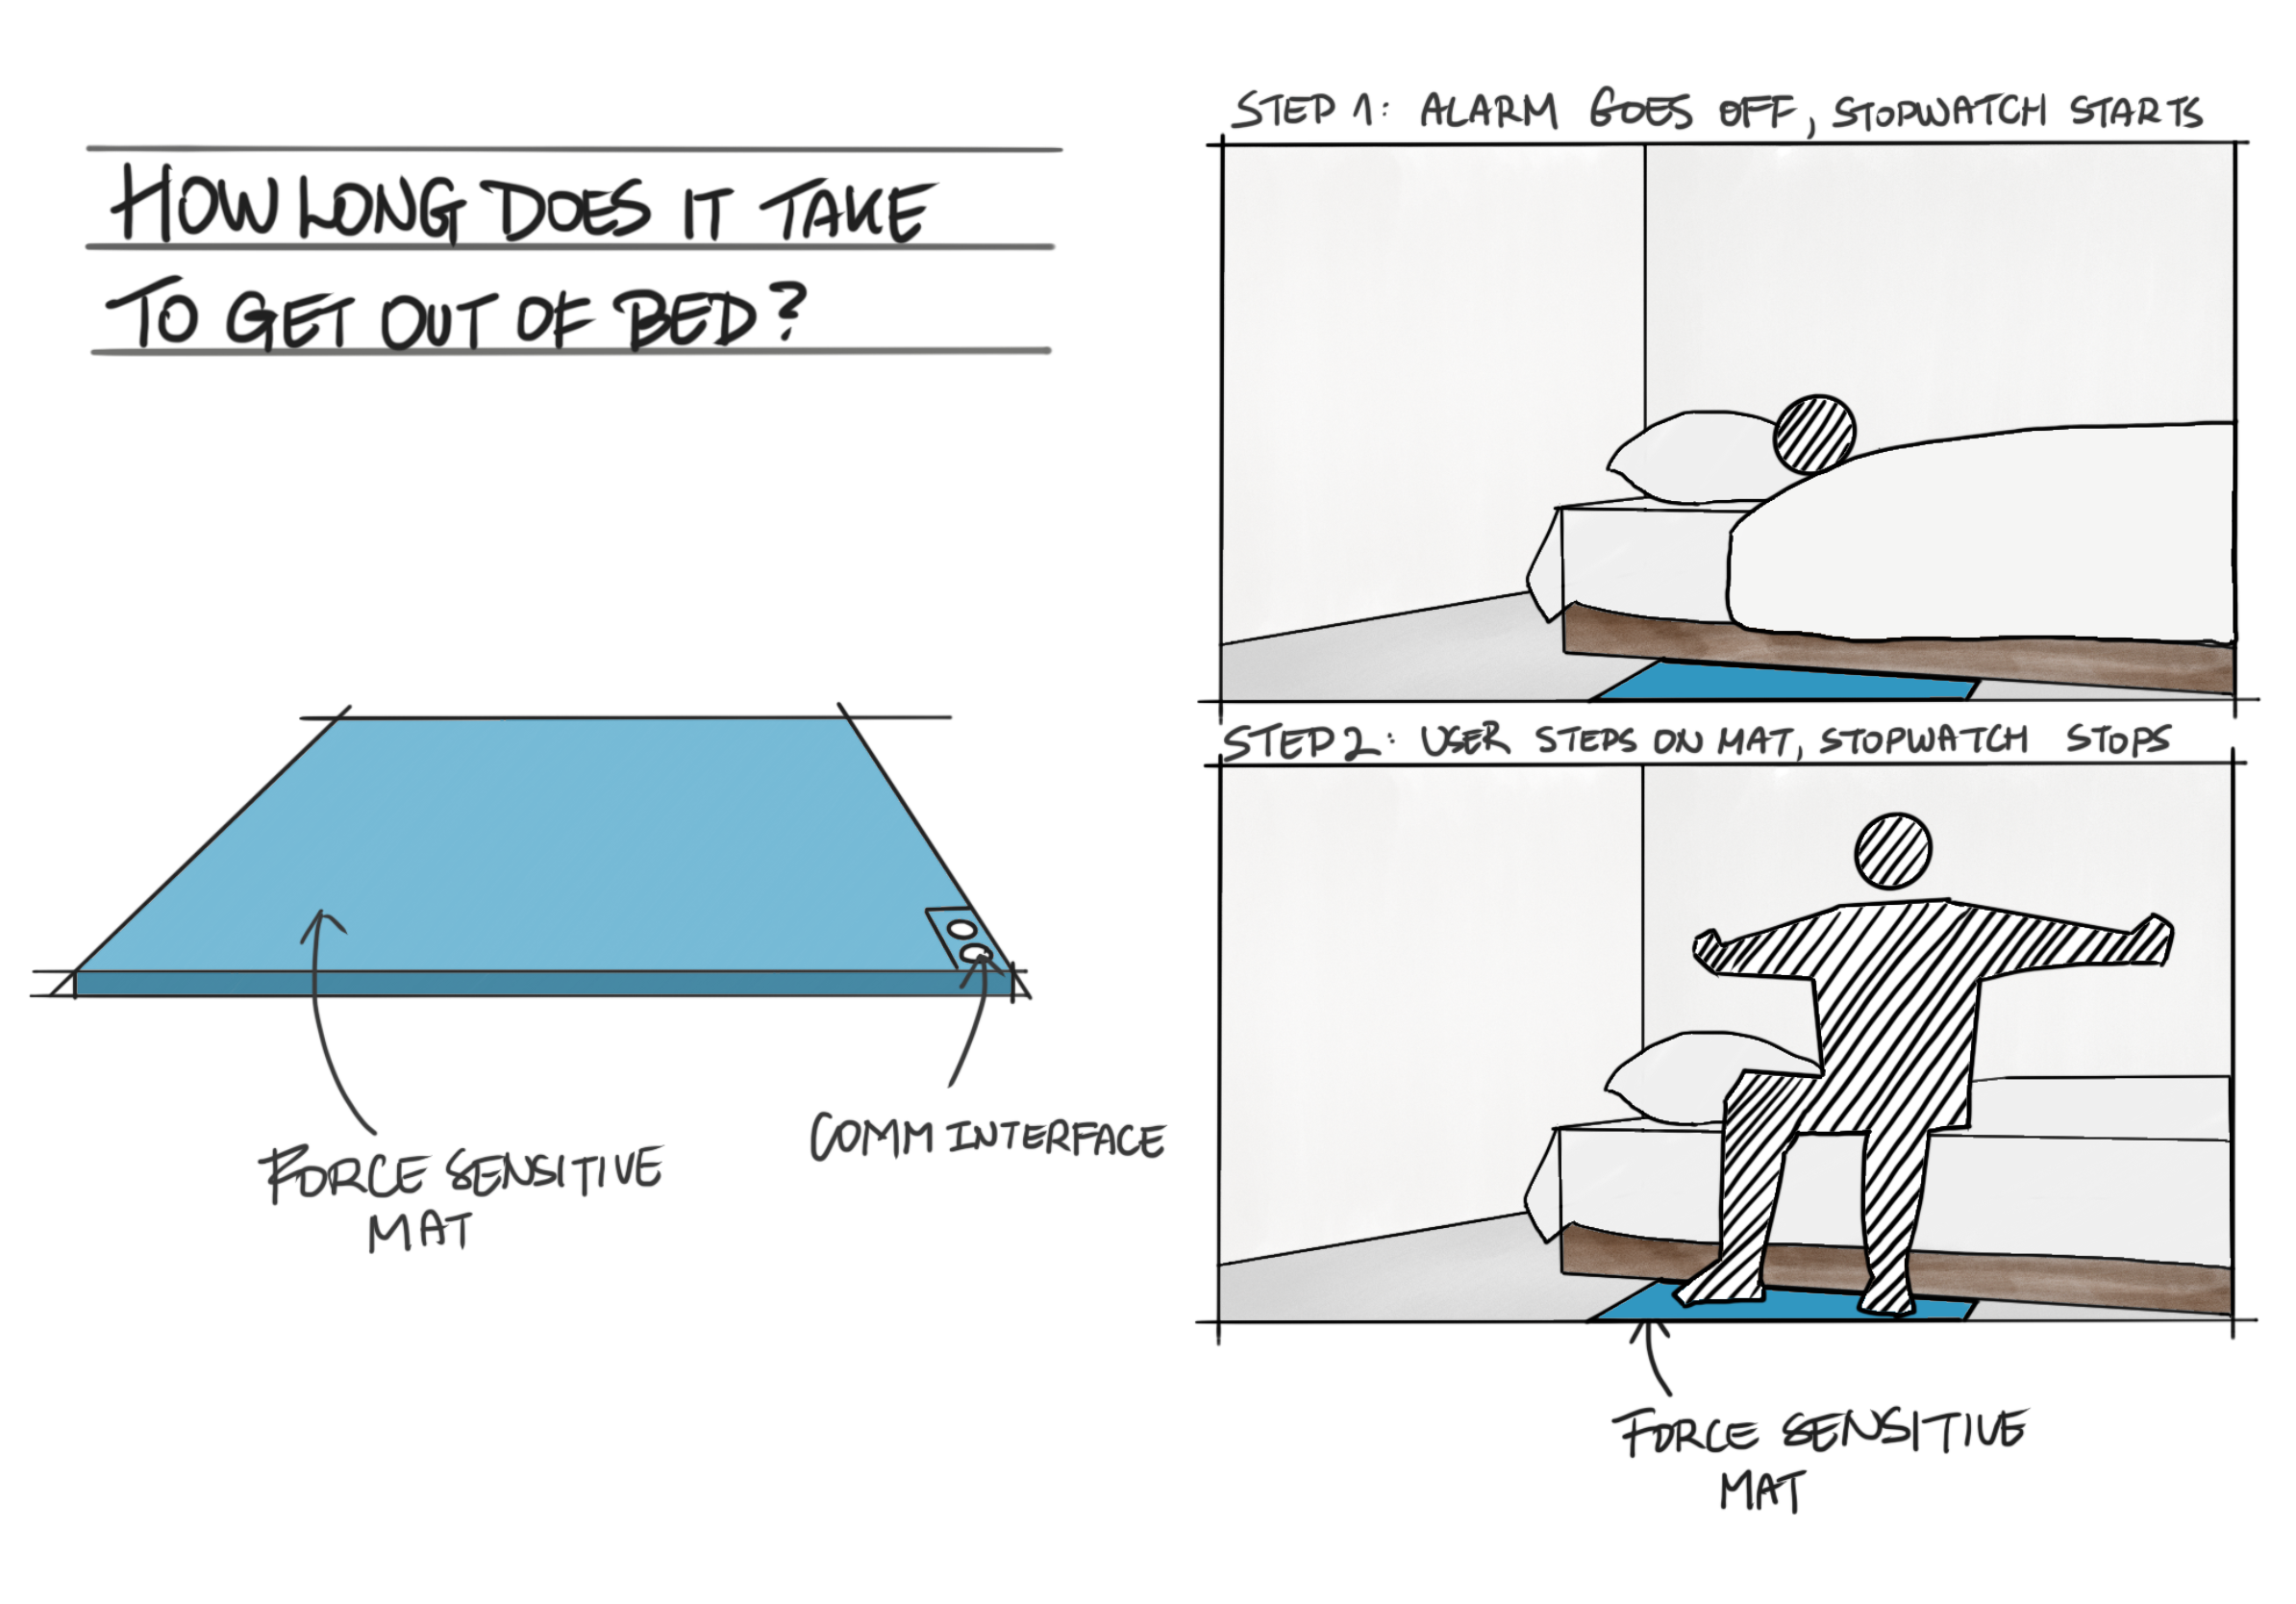 HOW LONG DOES IT TAKE
TO GET OUT OF BED?
FORCE SENSITIVE
MAT
COMM INTERFACE
STEP 1: ALARM GOES OFF, STOPWATCH STARTS
STEP 2: USER STEPS ON MAT, STOPWATCH STOPS
FORCE SENSITIVE
MAT